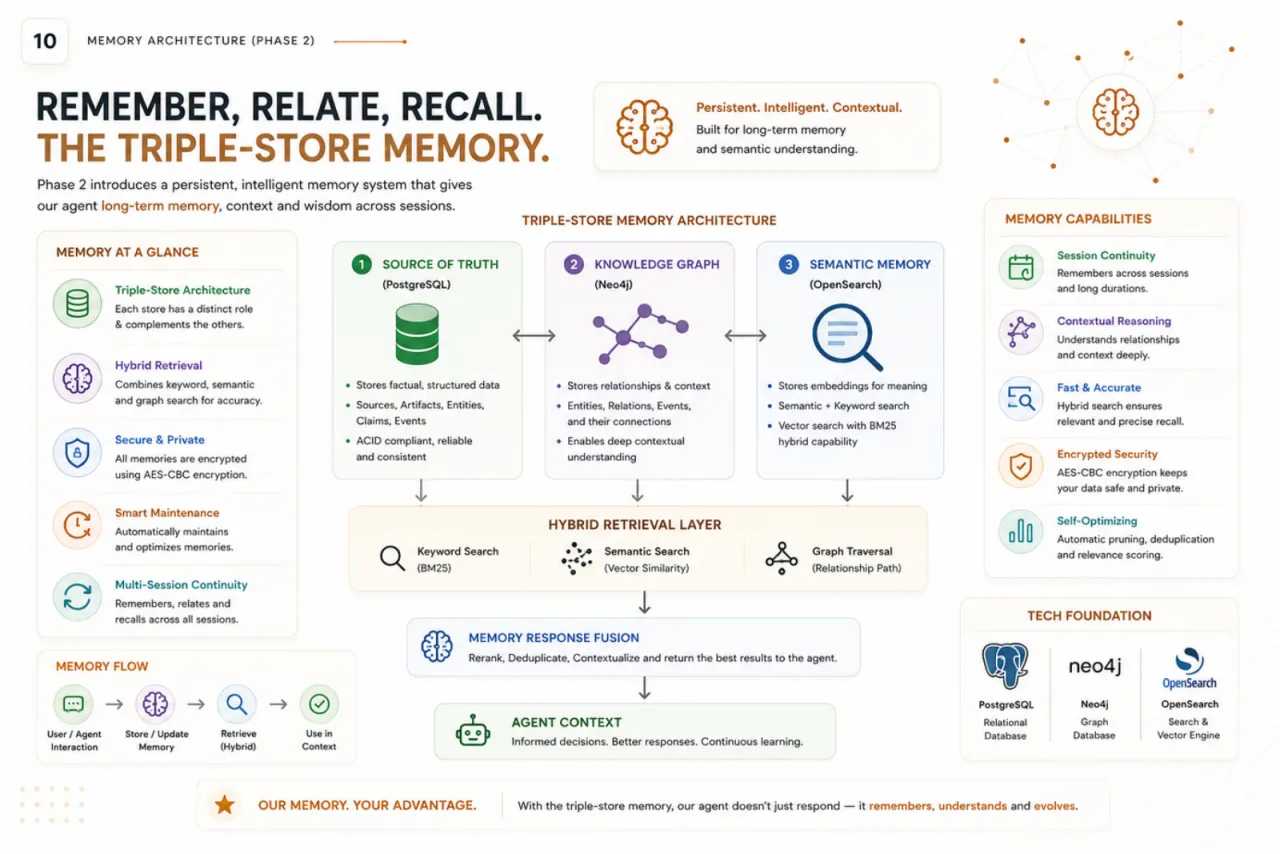 10
MEMORY ARCHITECTURE (PHASE 2)
REMEMBER, RELATE, RECALL.
THE TRIPLE-STORE MEMORY.
Phase 2 introduces a persistent, intelligent memory system that gives
our agent long-term memory, context and wisdom across sessions.
Persistent. Intelligent. Contextual.
Built for long-term memory
and semantic understanding.
MEMORY AT A GLANCE
Triple-Store Architecture
Each store has a distinct role
& complements the others.
Hybrid Retrieval
Combines keyword, semantic
and graph search for accuracy.
Secure & Private
All memories are encrypted
using AES-CBC encryption.
Smart Maintenance
Automatically maintains
and optimizes memories.
Multi-Session Continuity
Remembers, relates and
recalls across all sessions.
MEMORY FLOW
User / Agent
Interaction
Store / Update
Memory
Retrieve
(Hybrid)
Use in
Context
TRIPLE-STORE MEMORY ARCHITECTURE
1 SOURCE OF TRUTH
(PostgreSQL)
• Stores factual, structured data
• Sources, Artifacts, Entities,
Claims, Events
• ACID compliant, reliable
and consistent
2 KNOWLEDGE GRAPH
(Neo4j)
• Stores relationships & context
• Entities, Relations, Events,
and their connections
• Enables deep contextual
understanding
3 SEMANTIC MEMORY
(OpenSearch)
• Stores embeddings for meaning
• Semantic + Keyword search
• Vector search with BM25
hybrid capability
HYBRID RETRIEVAL LAYER
Keyword Search
(BM25)
Semantic Search
(Vector Similarity)
Graph Traversal
(Relationship Path)
MEMORY RESPONSE FUSION
Rerank, Deduplicate, Contextualize and return the best results to the agent.
AGENT CONTEXT
Informed decisions. Better responses. Continuous learning.
MEMORY CAPABILITIES
Session Continuity
Remembers across sessions
and long durations.
Contextual Reasoning
Understands relationships
and context deeply.
Fast & Accurate
Hybrid search ensures
relevant and precise recall.
Encrypted Security
AES-CBC encryption keeps
your data safe and private.
Self-Optimizing
Automatic pruning, deduplication
and relevance scoring.
TECH FOUNDATION
PostgreSQL
Relational
Database
neo4j
Neo4j
Graph
Database
OpenSearch
OpenSearch
Search &
Vector Engine
OUR MEMORY. YOUR ADVANTAGE.
With the triple-store memory, our agent doesn't just respond — it remembers, understands and evolves.